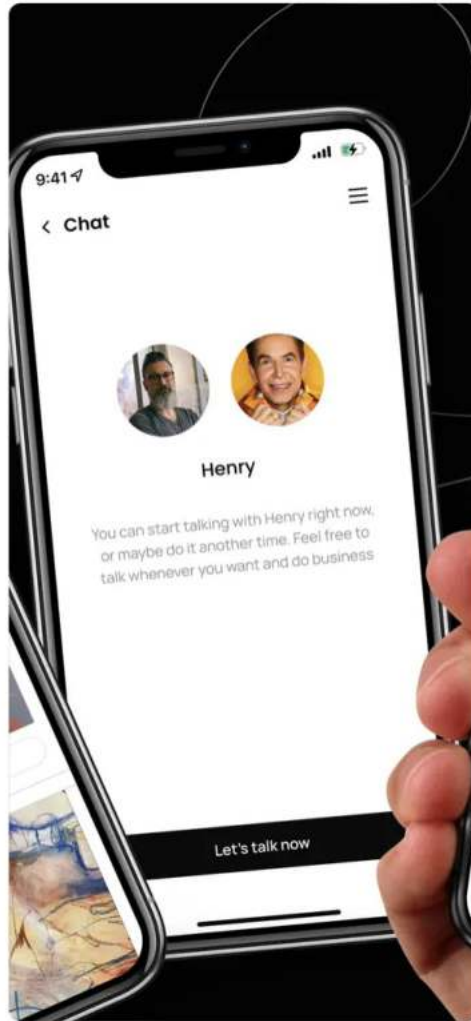 9:41
Chat
Henry
You can start talking with Henry right now,
or maybe do it another time. Feel free to
talk whenever you want and do business
Let's talk now